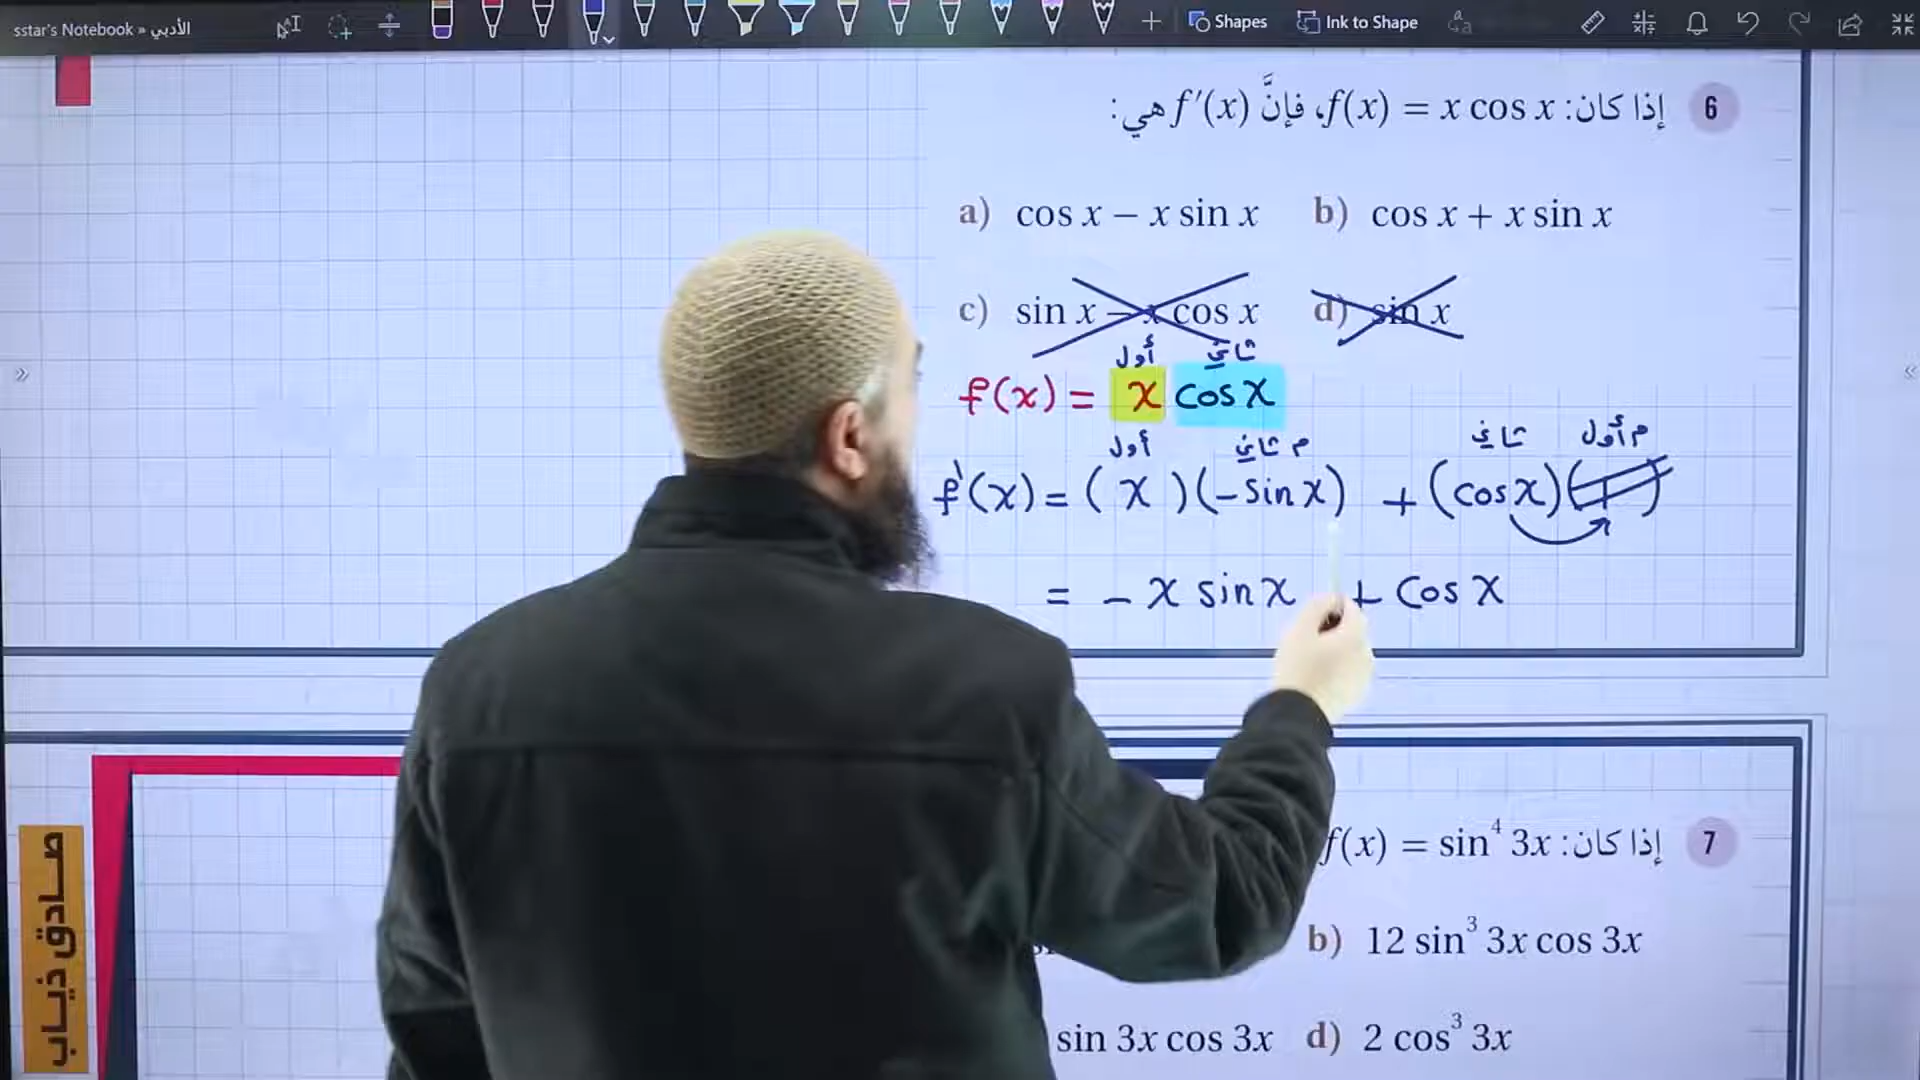 sstar's Notebook » الأدبي
Shapes
Ink to Shape
6 إذا كان: f(x) = x cos x، فإنَّ f'(x) هي:
a) cos x − x sin x b) cos x + x sin x
c) sin x − x cos x d) sin x
أول ثاني
f(x) = x cos x
أول م ثاني ثاني م أول
f'(x) = (x)(−sin x) + (cos x)(1)
= −x sin x + cos x
7 إذا كان: f(x) = sin⁴ 3x
b) 12 sin³ 3x cos 3x
sin 3x cos 3x d) 2 cos³ 3x
صادق ذياب